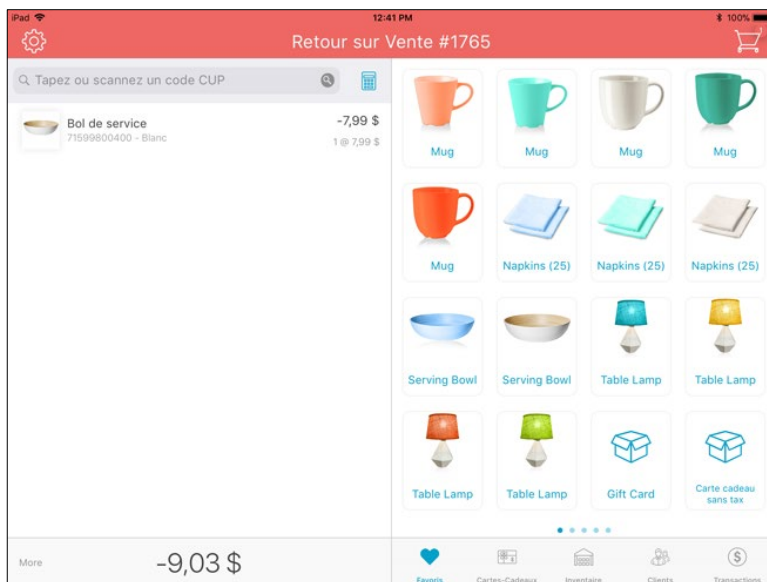 iPad 12:41 PM 100%
Retour sur Vente #1765
Tapez ou scannez un code CUP
Bol de service -7,99 $
71599800400 - Blanc 1 @ 7,99 $
Mug Mug Mug Mug
Mug Napkins (25) Napkins (25) Napkins (25)
Serving Bowl Serving Bowl Table Lamp Table Lamp
Table Lamp Table Lamp Gift Card Carte cadeau
sans tax
More -9,03 $
Favoris Cartes-Cadeaux Inventaire Clients Transactions